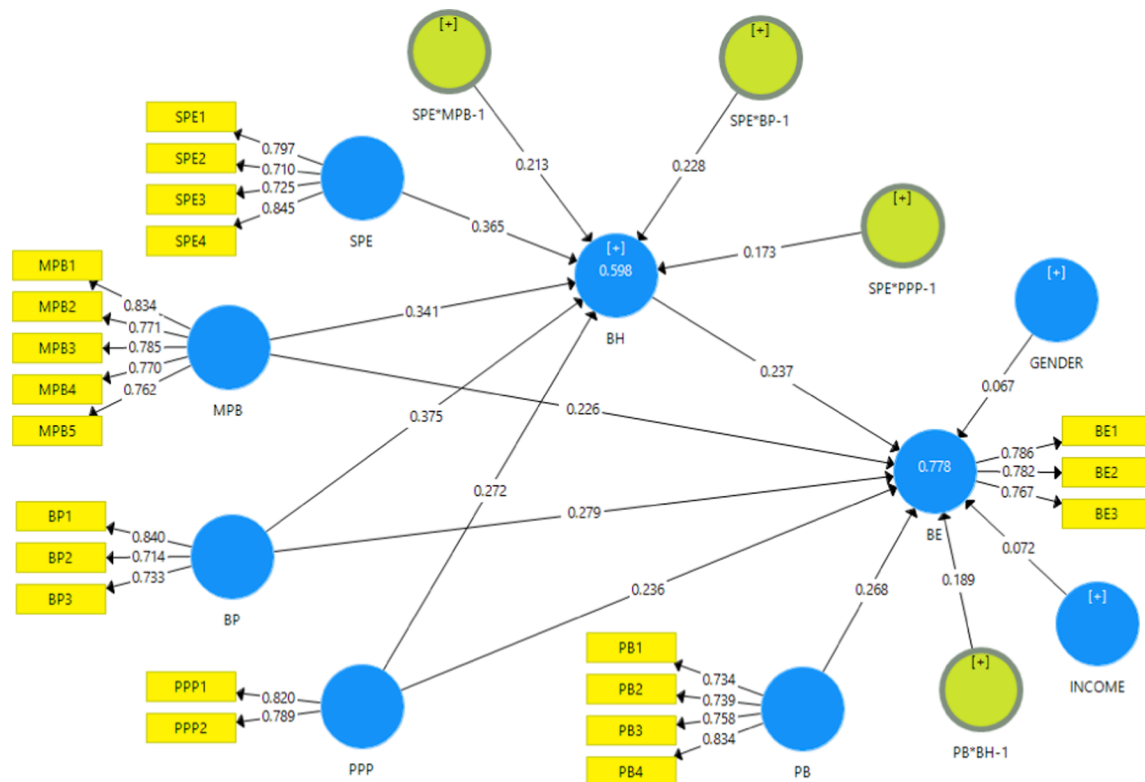 [+]
SPE*MPB-1
[+]
SPE*BP-1
SPE1
SPE2
SPE3
SPE4
0.797
0.710
0.725
0.845
SPE
0.213
0.228
0.365
[+]
SPE*PPP-1
0.173
[+]
0.598
BH
MPB1
MPB2
MPB3
MPB4
MPB5
0.834
0.771
0.785
0.770
0.762
MPB
0.341
0.226
0.237
[+]
GENDER
0.067
0.375
0.272
BP1
BP2
BP3
0.840
0.714
0.733
BP
0.279
0.778
BE
0.786
0.782
0.767
BE1
BE2
BE3
0.236
0.268
0.189
0.072
[+]
INCOME
PPP1
PPP2
0.820
0.789
PPP
PB1
PB2
PB3
PB4
0.734
0.739
0.758
0.834
PB
[+]
PB*BH-1